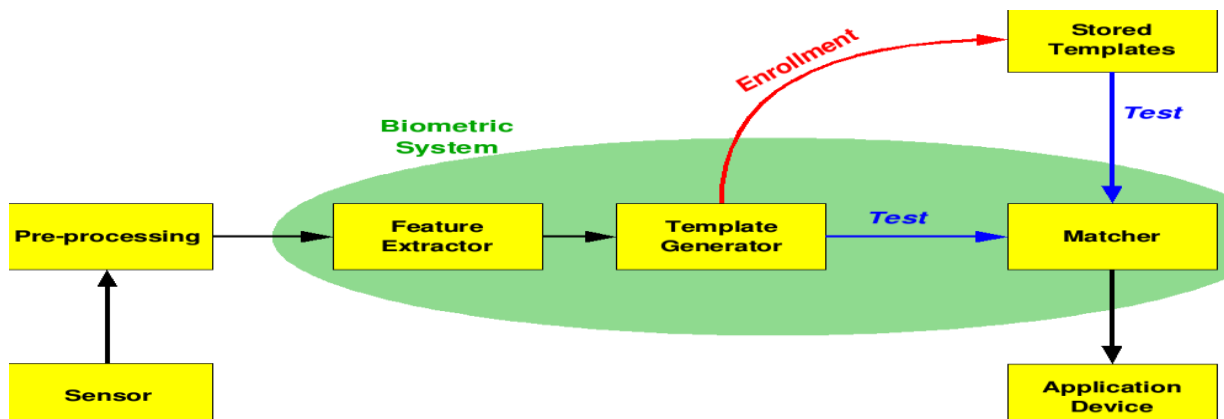 Stored
Templates
Enrollment
Test
Biometric
System
Pre-processing
Feature
Extractor
Template
Generator
Test
Matcher
Sensor
Application
Device